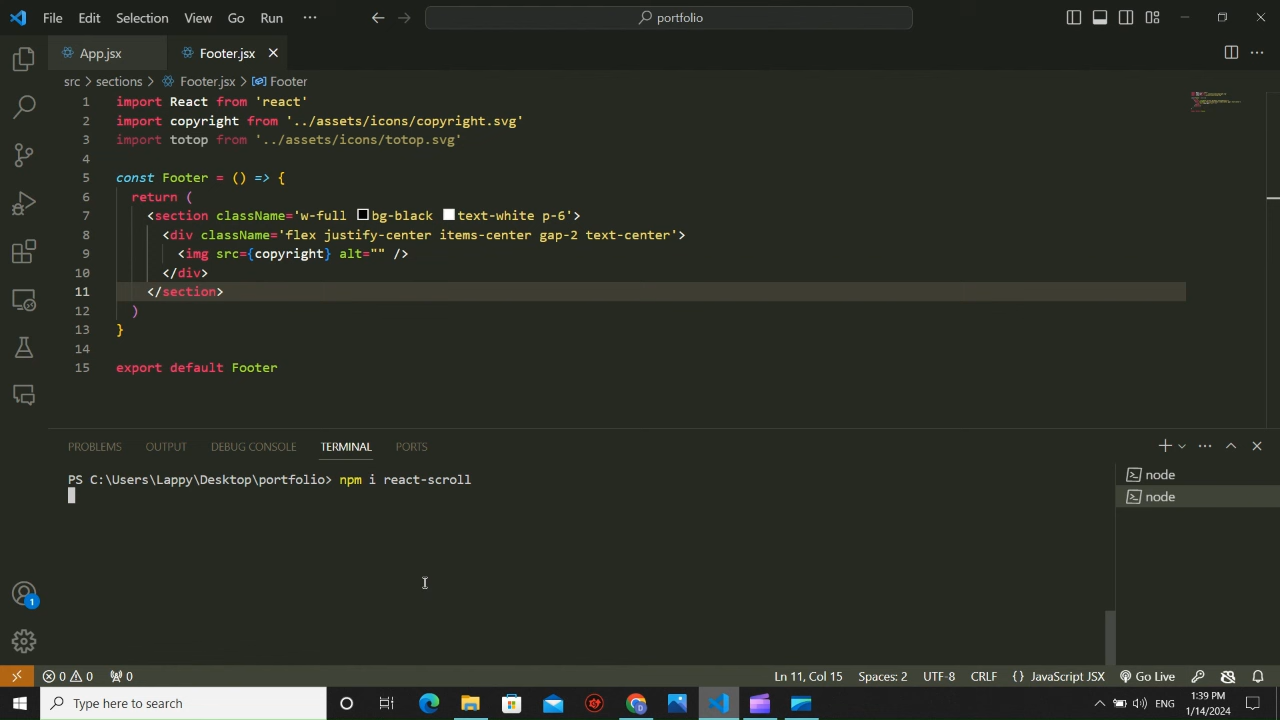 File Edit Selection View Go Run ··· portfolio
App.jsx Footer.jsx
src > sections > Footer.jsx > Footer
1 import React from 'react'
2 import copyright from '../assets/icons/copyright.svg'
3 import totop from '../assets/icons/totop.svg'
4
5 const Footer = () => {
6 return (
7 <section className='w-full bg-black text-white p-6'>
8 <div className='flex justify-center items-center gap-2 text-center'>
9 <img src={copyright} alt="" />
10 </div>
11 </section>
12 )
13 }
14
15 export default Footer
PROBLEMS OUTPUT DEBUG CONSOLE TERMINAL PORTS
PS C:\Users\Lappy\Desktop\portfolio> npm i react-scroll
node
node
1
0 0 0 Ln 11, Col 15 Spaces: 2 UTF-8 CRLF {} JavaScript JSX Go Live
Type here to search
ENG
1:39 PM
1/14/2024